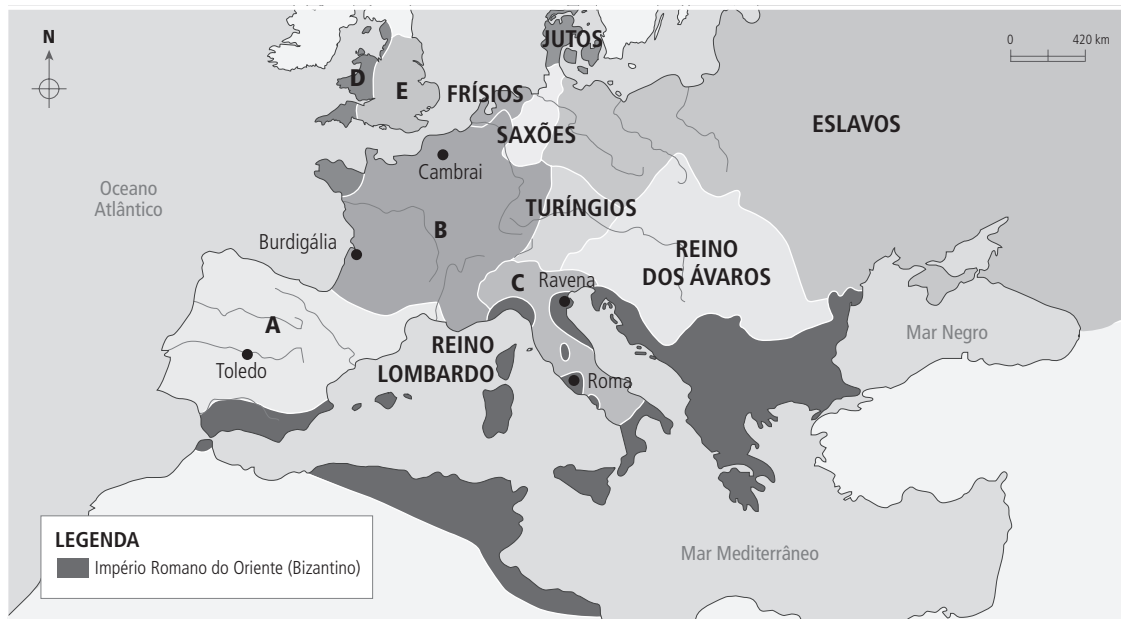 N
JUTOS
0 420 km
D
E
FRÍSIOS
SAXÕES
ESLAVOS
Cambrai
Oceano
Atlântico
TURÍNGIOS
B
Burdigália
REINO
DOS ÁVAROS
C
Ravena
A
Mar Negro
Toledo
REINO
LOMBARDO
Roma
LEGENDA
Império Romano do Oriente (Bizantino)
Mar Mediterrâneo